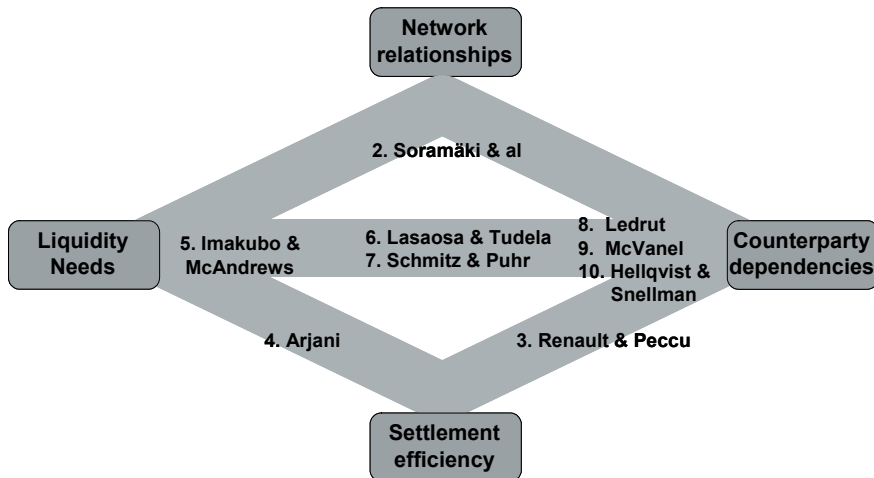 Network
relationships
2. Soramäki & al
Liquidity
Needs
5. Imakubo &
McAndrews
6. Lasaosa & Tudela
7. Schmitz & Puhr
8. Ledrut
9. McVanel
10. Hellqvist &
Snellman
Counterparty
dependencies
4. Arjani
3. Renault & Peccu
Settlement
efficiency